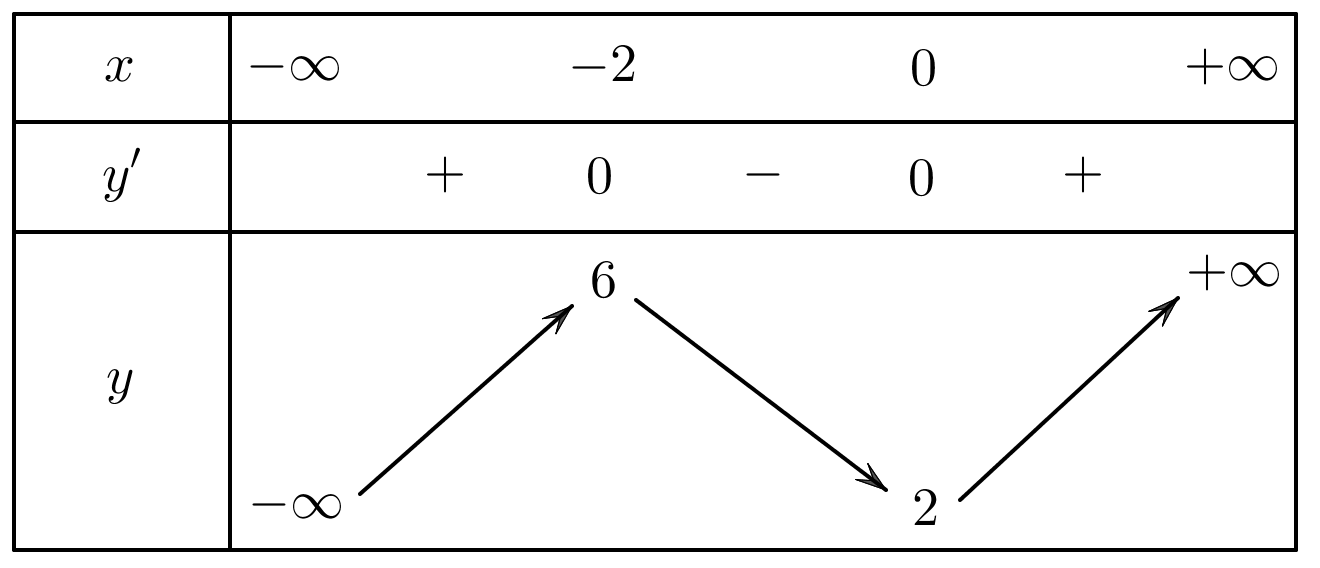 x −∞ −2 0 +∞
y′ + 0 − 0 +
6 +∞
y
−∞ 2